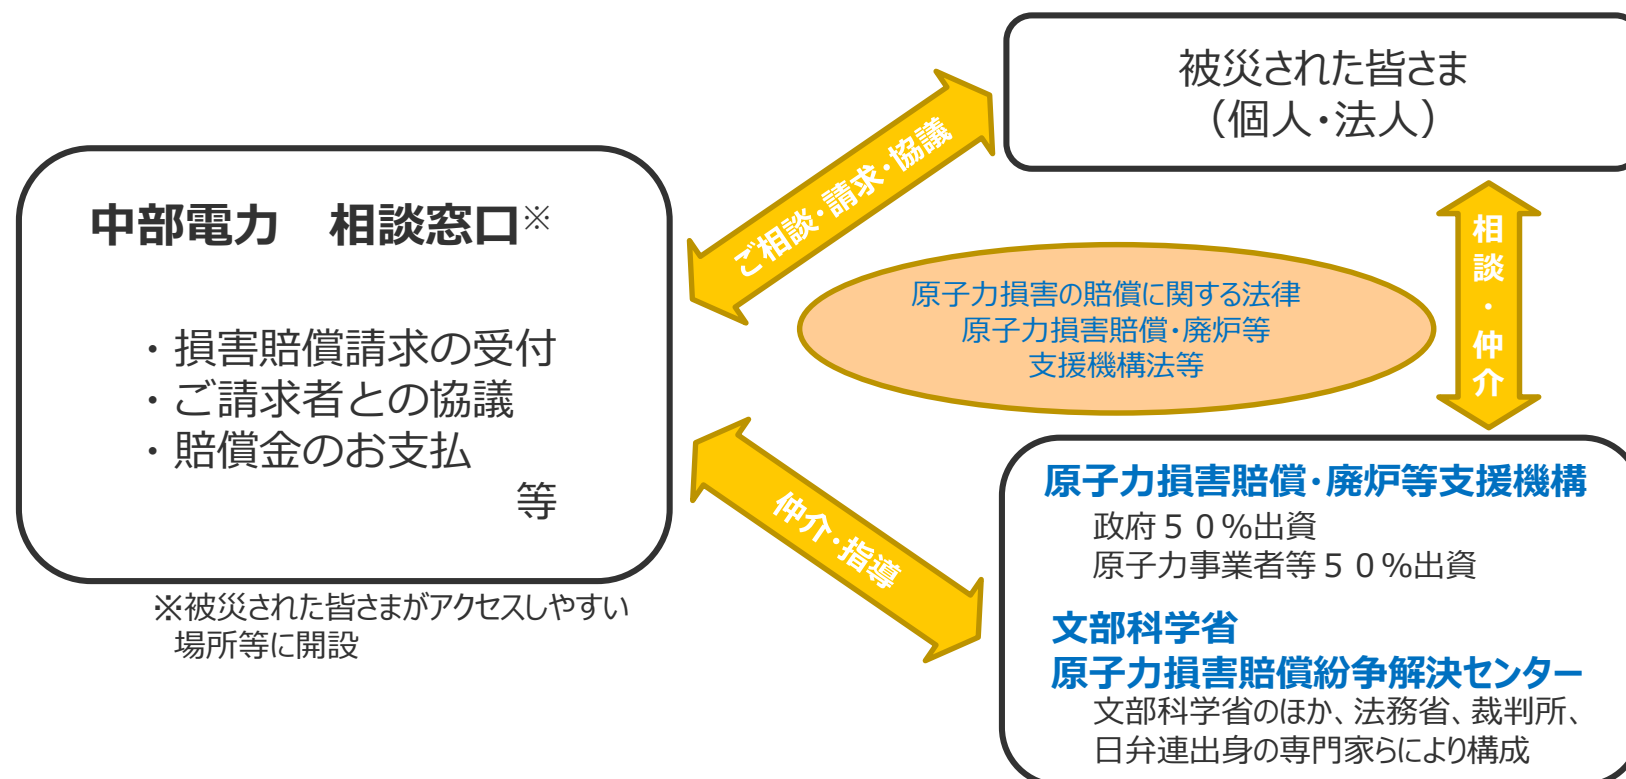 被災された皆さま
（個人・法人）
中部電力　相談窓口※
・損害賠償請求の受付
・ご請求者との協議
・賠償金のお支払
等
※被災された皆さまがアクセスしやすい
場所等に開設
ご相談・請求・協議
原子力損害の賠償に関する法律
原子力損害賠償・廃炉等
支援機構法等
相談・仲介
仲介・指導
原子力損害賠償・廃炉等支援機構
政府５０％出資
原子力事業者等５０％出資
文部科学省
原子力損害賠償紛争解決センター
文部科学省のほか、法務省、裁判所、
日弁連出身の専門家らにより構成